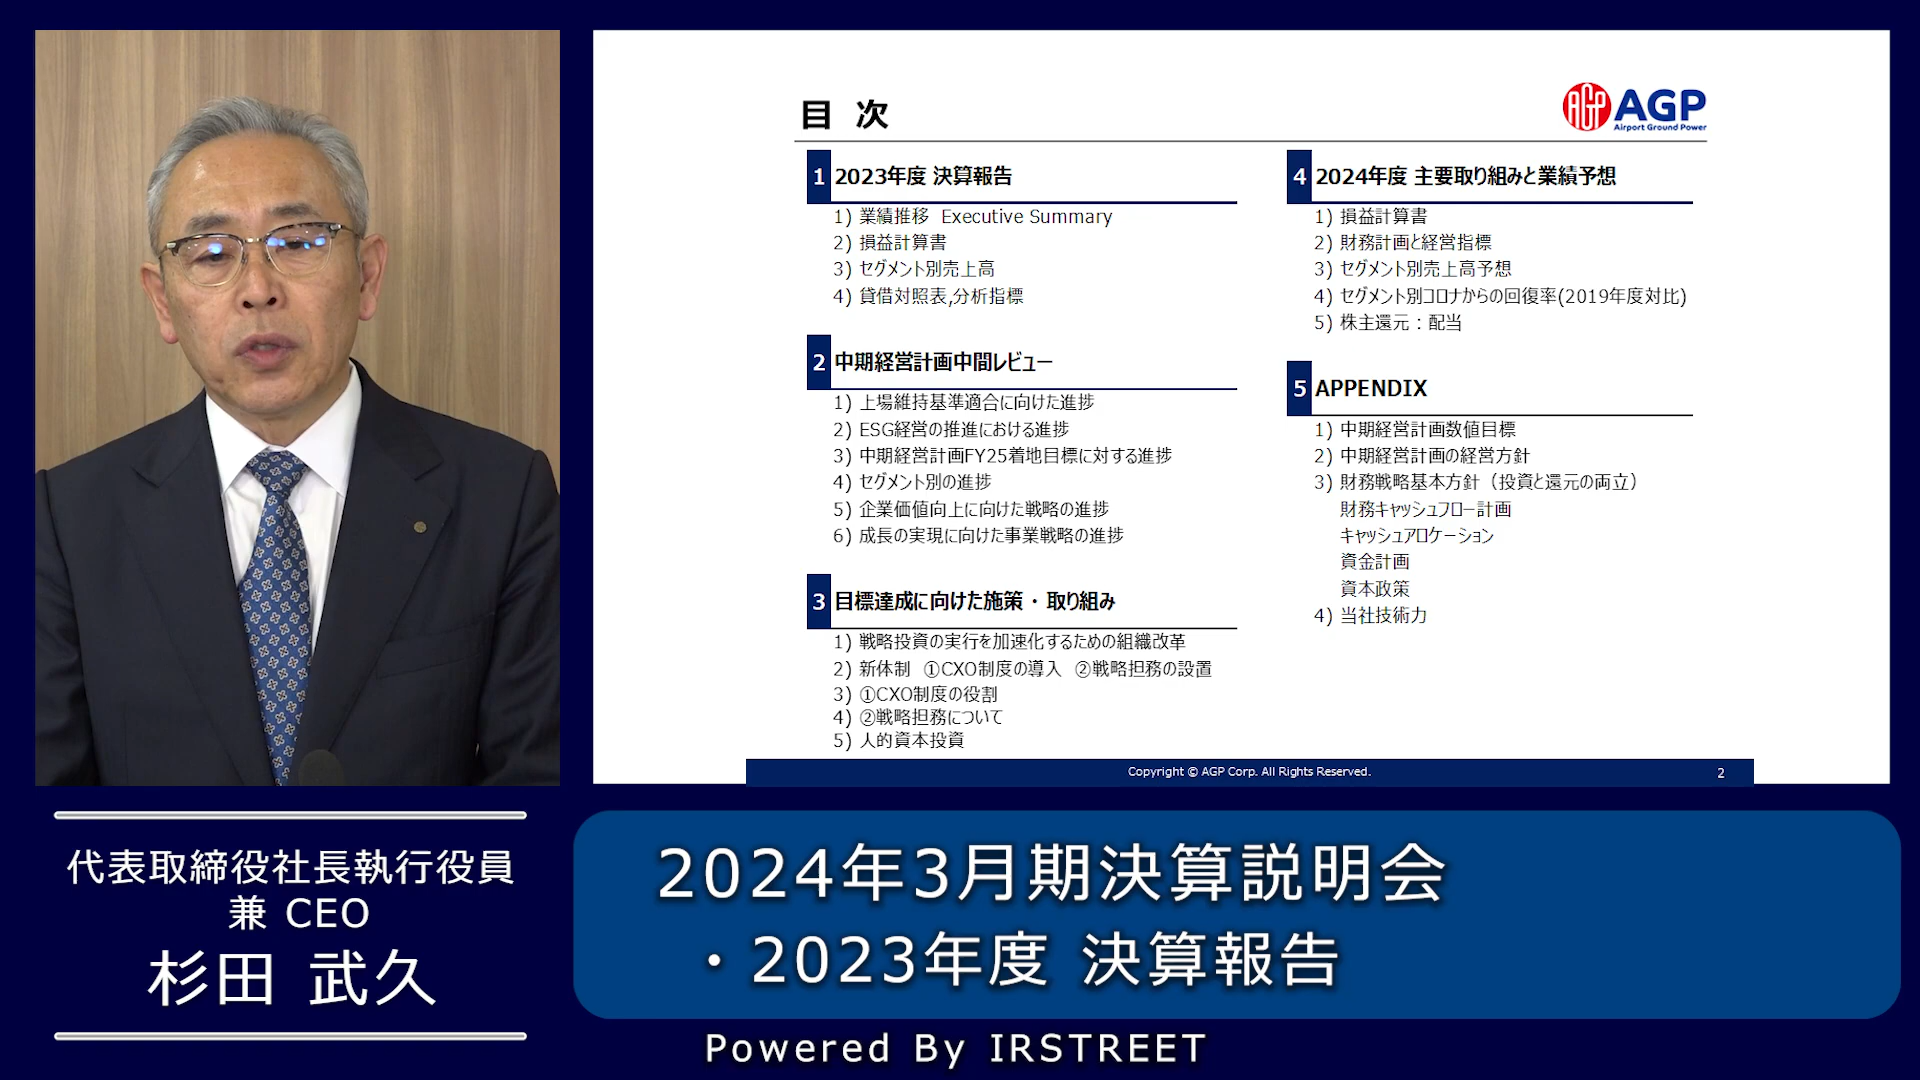 目 次
AGP
AGP
Airport Ground Power
1 2023年度 決算報告
1) 業績推移 Executive Summary
2) 損益計算書
3) セグメント別売上高
4) 貸借対照表,分析指標
2 中期経営計画中間レビュー
1) 上場維持基準適合に向けた進捗
2) ESG経営の推進における進捗
3) 中期経営計画FY25着地目標に対する進捗
4) セグメント別の進捗
5) 企業価値向上に向けた戦略の進捗
6) 成長の実現に向けた事業戦略の進捗
3 目標達成に向けた施策・取り組み
1) 戦略投資の実行を加速化するための組織改革
2) 新体制 ①CXO制度の導入 ②戦略担務の設置
3) ①CXO制度の役割
4) ②戦略担務について
5) 人的資本投資
4 2024年度 主要取り組みと業績予想
1) 損益計算書
2) 財務計画と経営指標
3) セグメント別売上高予想
4) セグメント別コロナからの回復率(2019年度対比)
5) 株主還元：配当
5 APPENDIX
1) 中期経営計画数値目標
2) 中期経営計画の経営方針
3) 財務戦略基本方針（投資と還元の両立）
財務キャッシュフロー計画
キャッシュアロケーション
資金計画
資本政策
4) 当社技術力
Copyright © AGP Corp. All Rights Reserved.
2
代表取締役社長執行役員
兼 CEO
杉田 武久
2024年3月期決算説明会
・2023年度 決算報告
Powered By IRSTREET